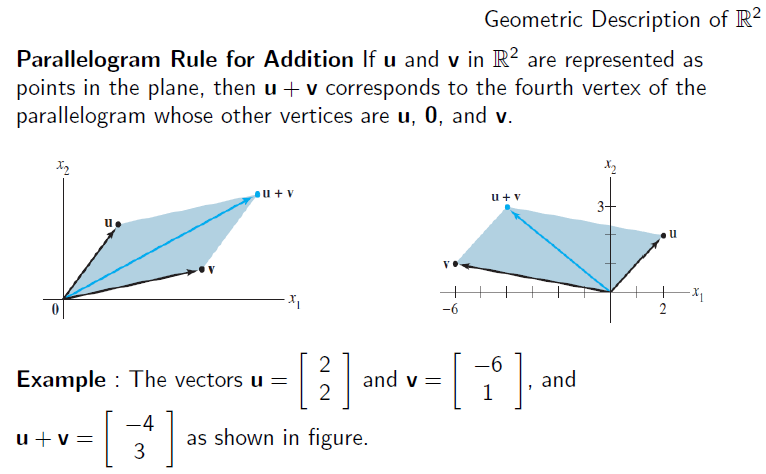 Geometric Description of ℝ²
Parallelogram Rule for Addition If u and v in ℝ² are represented as
points in the plane, then u + v corresponds to the fourth vertex of the
parallelogram whose other vertices are u, 0, and v.
x₂
u
u + v
v
0
x₁
x₂
u + v
3
u
v
-6
2
x₁
Example : The vectors u = [2 2] and v = [−6 1], and
u + v = [−4 3] as shown in figure.